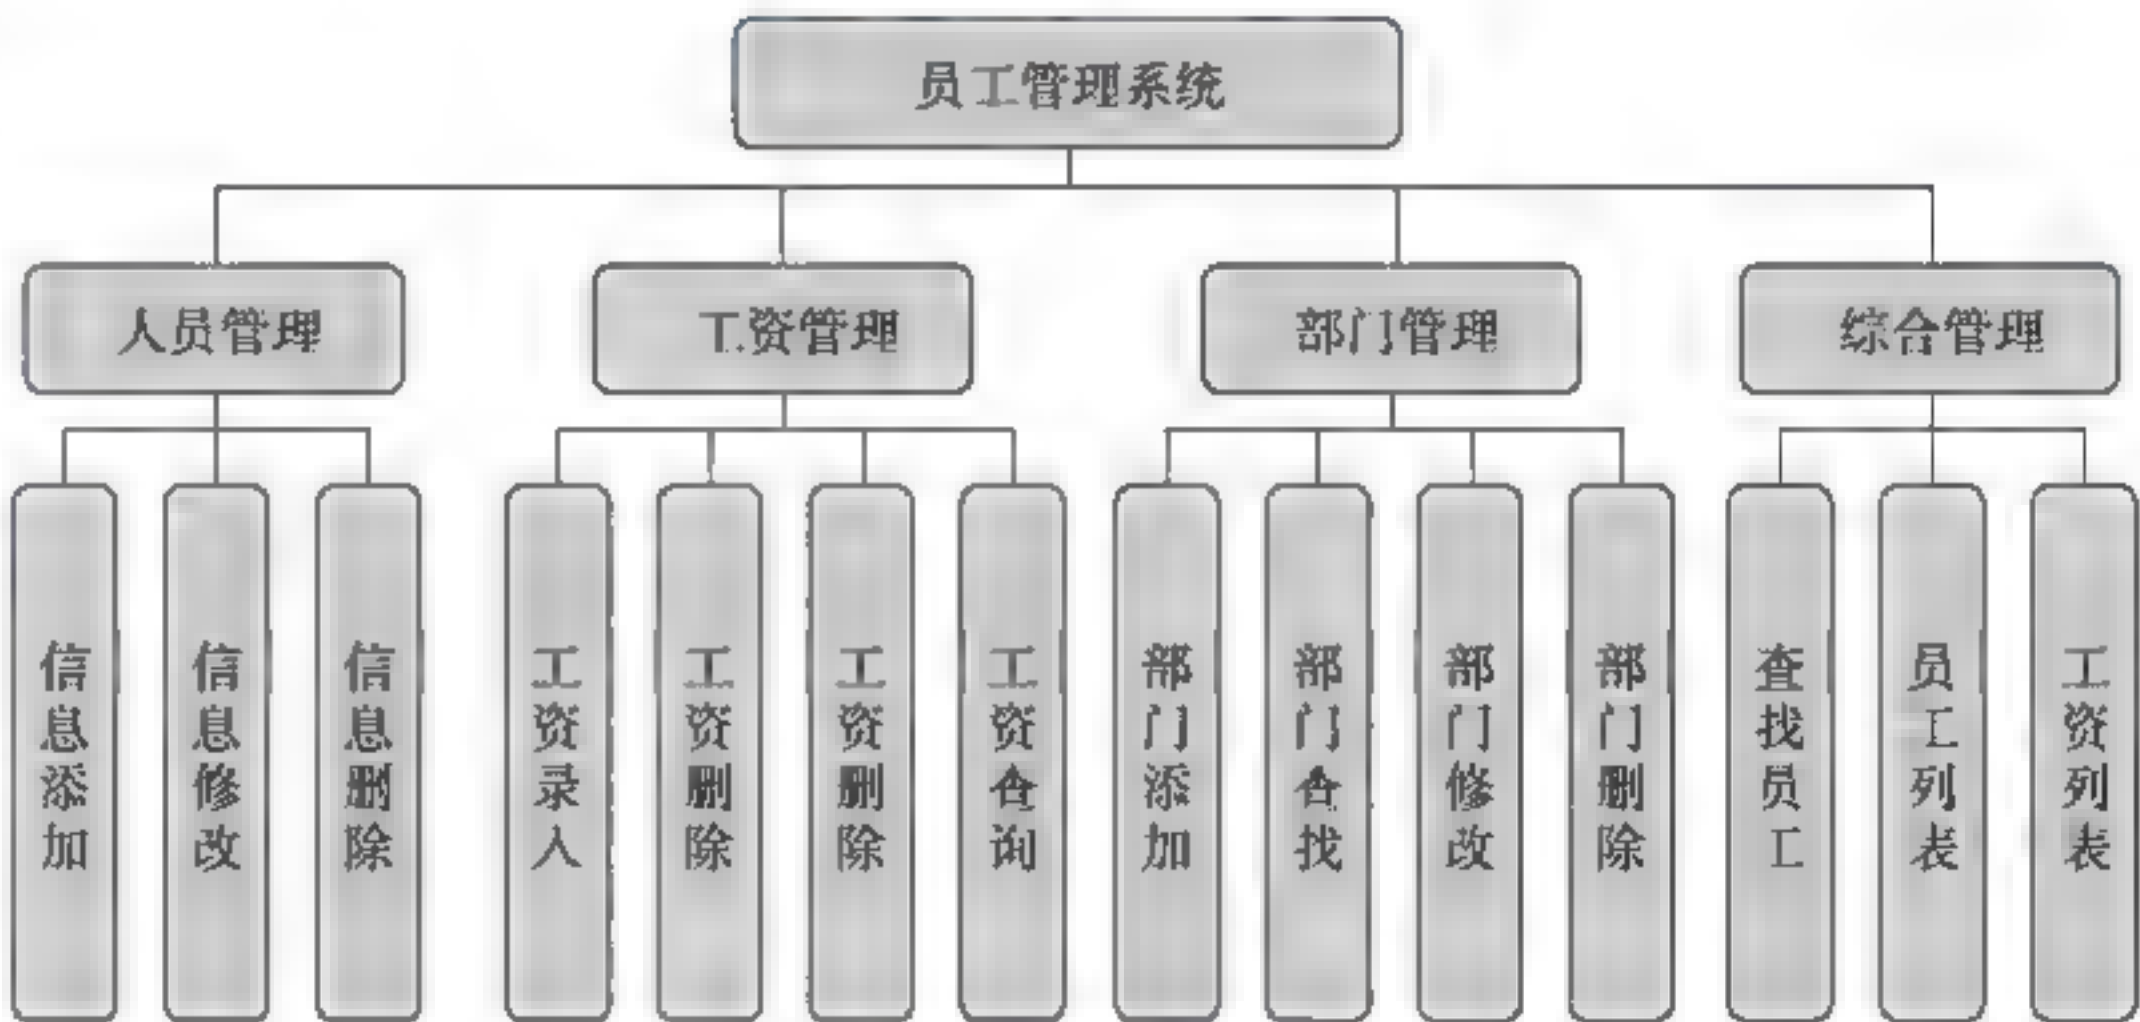 员工管理系统
人员管理
工资管理
部门管理
综合管理
信息添加
信息修改
信息删除
工资录入
工资删除
工资删除
工资查询
部门添加
部门查找
部门修改
部门删除
查找员工
员工列表
工资列表